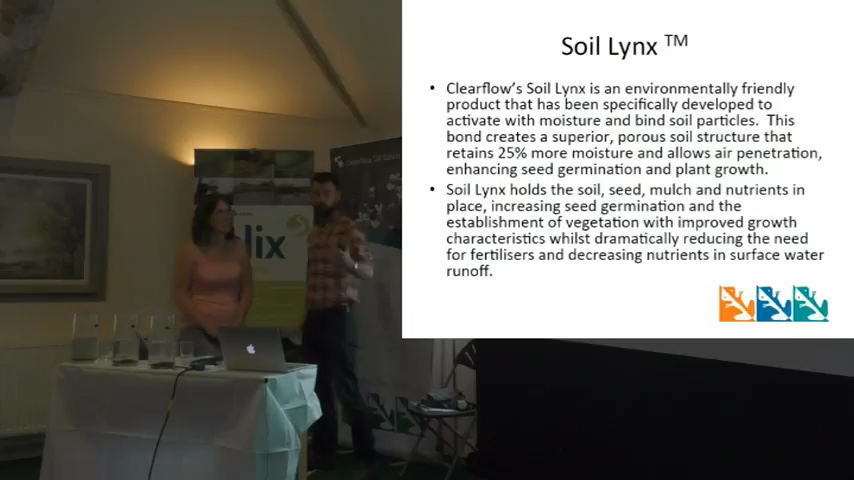 Soil Lynx TM
• Clearflow's Soil Lynx is an environmentally friendly
product that has been specifically developed to
activate with moisture and bind soil particles. This
bond creates a superior, porous soil structure that
retains 25% more moisture and allows air penetration,
enhancing seed germination and plant growth.
• Soil Lynx holds the soil, seed, mulch and nutrients in
place, increasing seed germination and the
establishment of vegetation with improved growth
characteristics whilst dramatically reducing the need
for fertilisers and decreasing nutrients in surface water
runoff.
lix